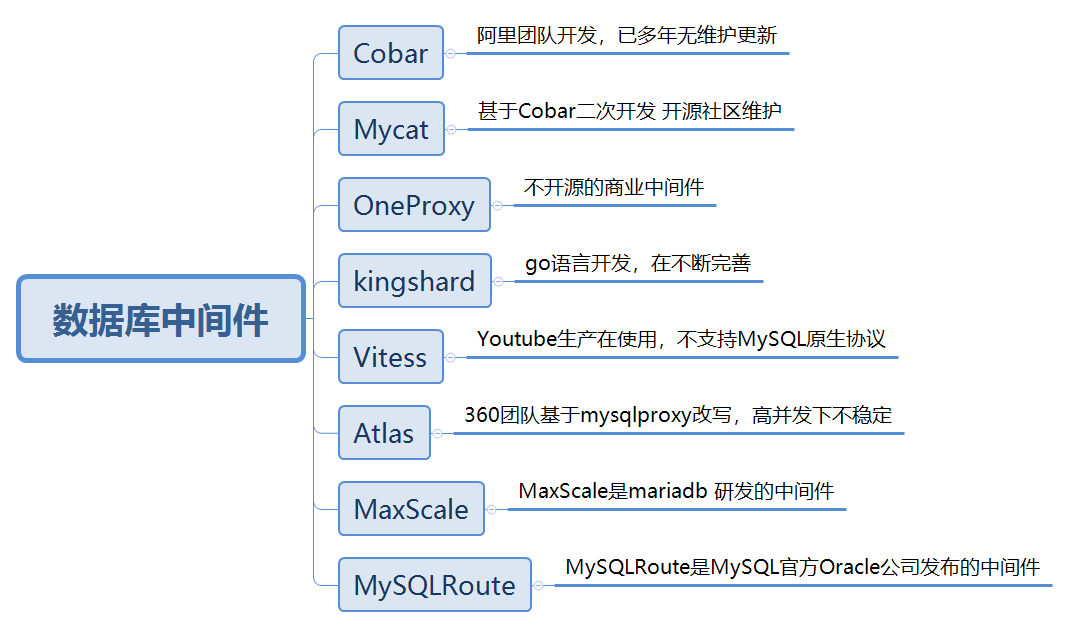 数据库中间件
Cobar
阿里团队开发，已多年无维护更新
Mycat
甚于Cobar二次开发 开源社区维护
OneProxy
不开源的商业中间件
kingshard
go语言开发，在不断完善
Vitess
Youtube生产在使用，不支持MySQL原生协议
Atlas
360团队基于mysqlproxy改写，高并发下不稳定
MaxScale
MaxScale是mariadb 研发的中间件
MySQLRoute
MySQLRoute是MySQL官方Oracle公司发布的中间件